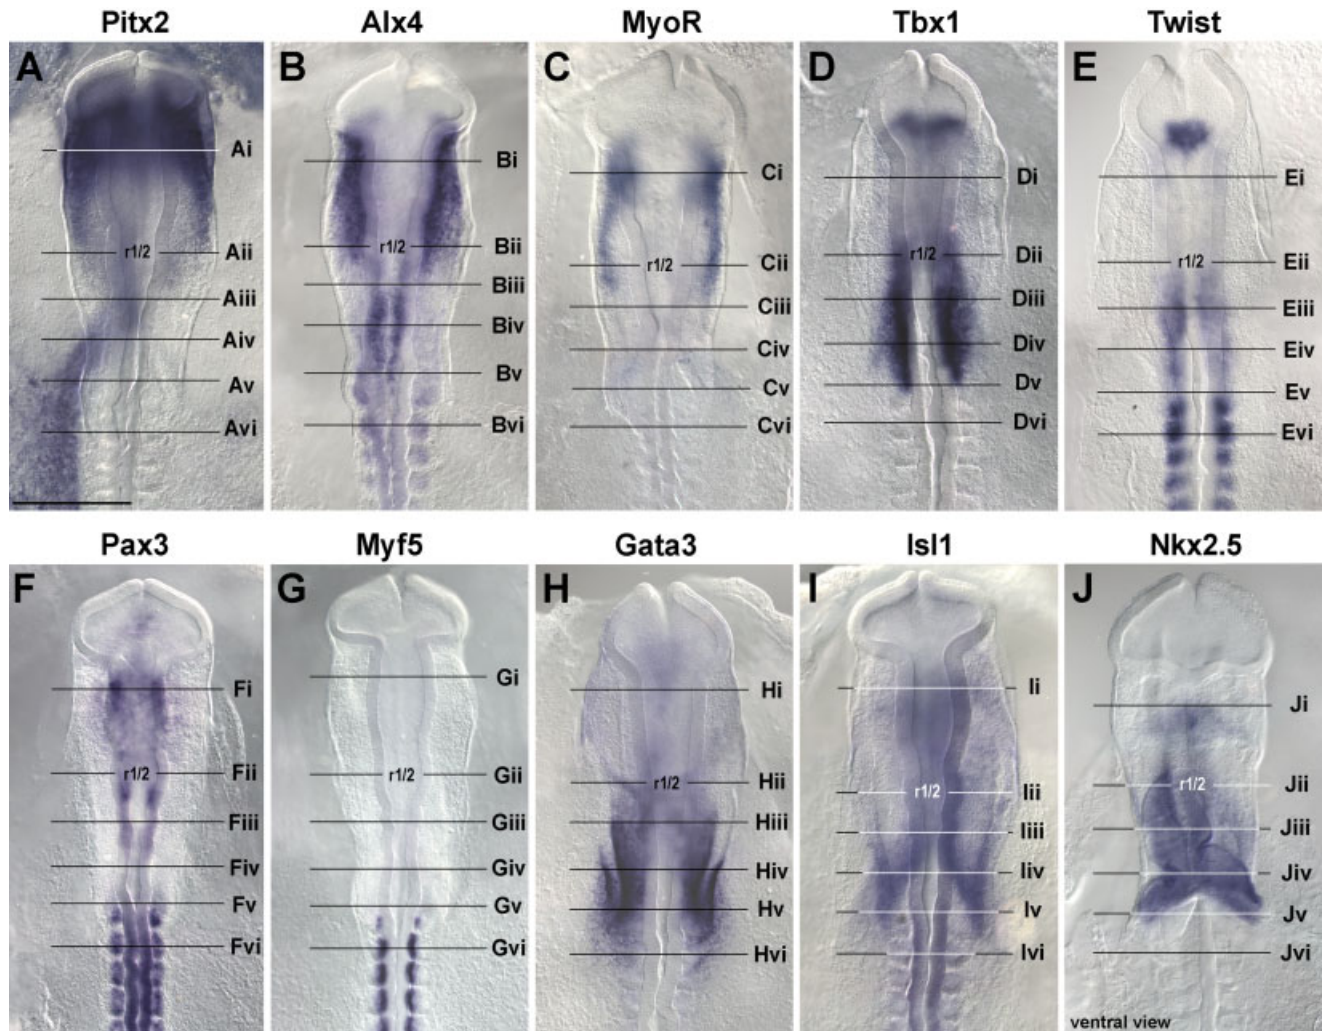 Pitx2 Alx4 MyoR Tbx1 Twist
A B C D E
Ai Bi Ci Di Ei
r1/2 Aii r1/2 Bii r1/2 Cii r1/2 Dii r1/2 Eii
Aiii Biii Ciii Diii Eiii
Aiv Biv Civ Div Eiv
Av Bv Cv Dv Ev
Avi Bvi Cvi Dvi Evi
Pax3 Myf5 Gata3 Isl1 Nkx2.5
F G H I J
Fi Gi Hi Ii Ji
r1/2 Fii r1/2 Gii r1/2 Hii r1/2 Iii r1/2 Jii
Fiii Giii Hiii Iiii Jiii
Fiv Giv Hiv Iiv Jiv
Fv Gv Hv Iv Jv
Fvi Gvi Hvi Ivi Jvi
ventral view